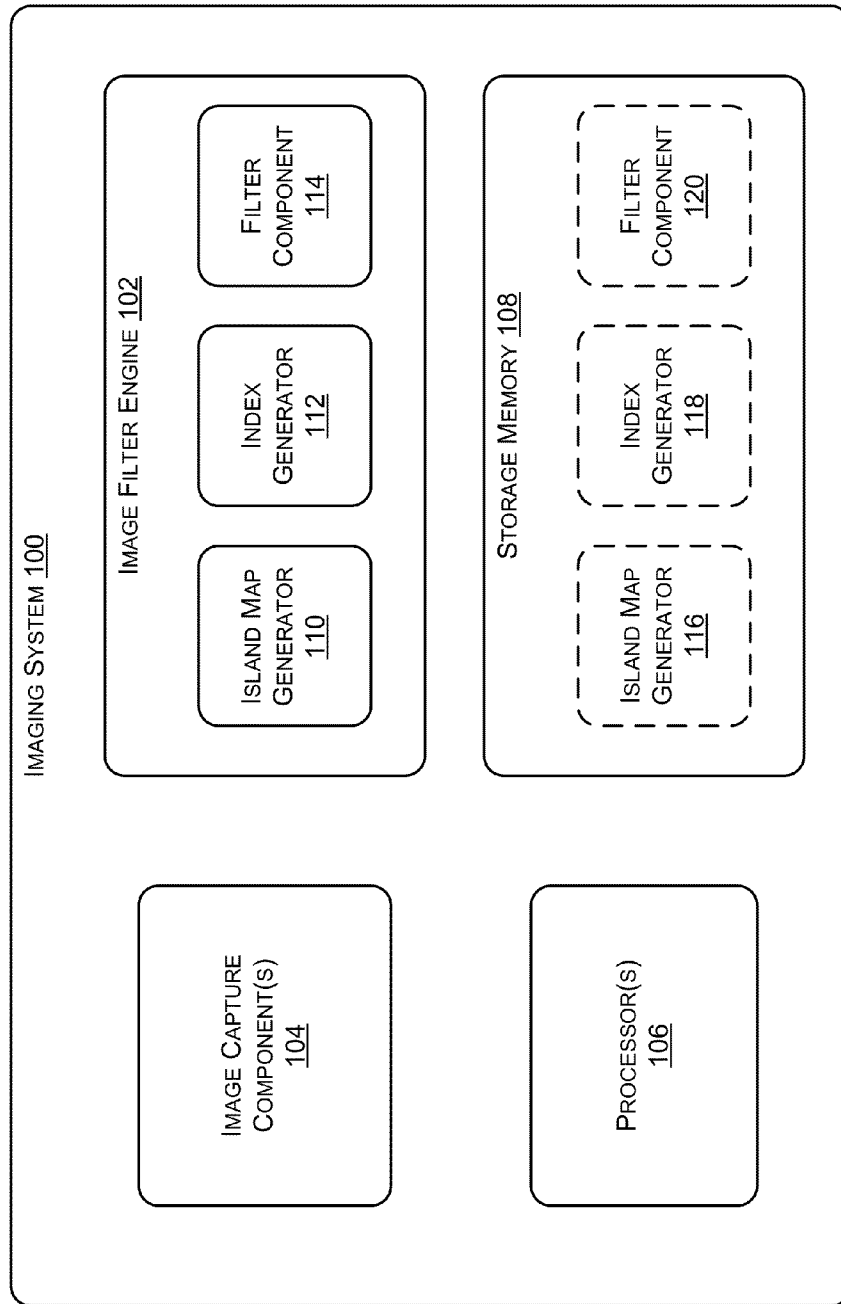 IMAGING SYSTEM 100
IMAGE CAPTURE
COMPONENT(S)
104
IMAGE FILTER ENGINE 102
ISLAND MAP
GENERATOR
110
INDEX
GENERATOR
112
FILTER
COMPONENT
114
PROCESSOR(S)
106
STORAGE MEMORY 108
ISLAND MAP
GENERATOR
116
INDEX
GENERATOR
118
FILTER
COMPONENT
120